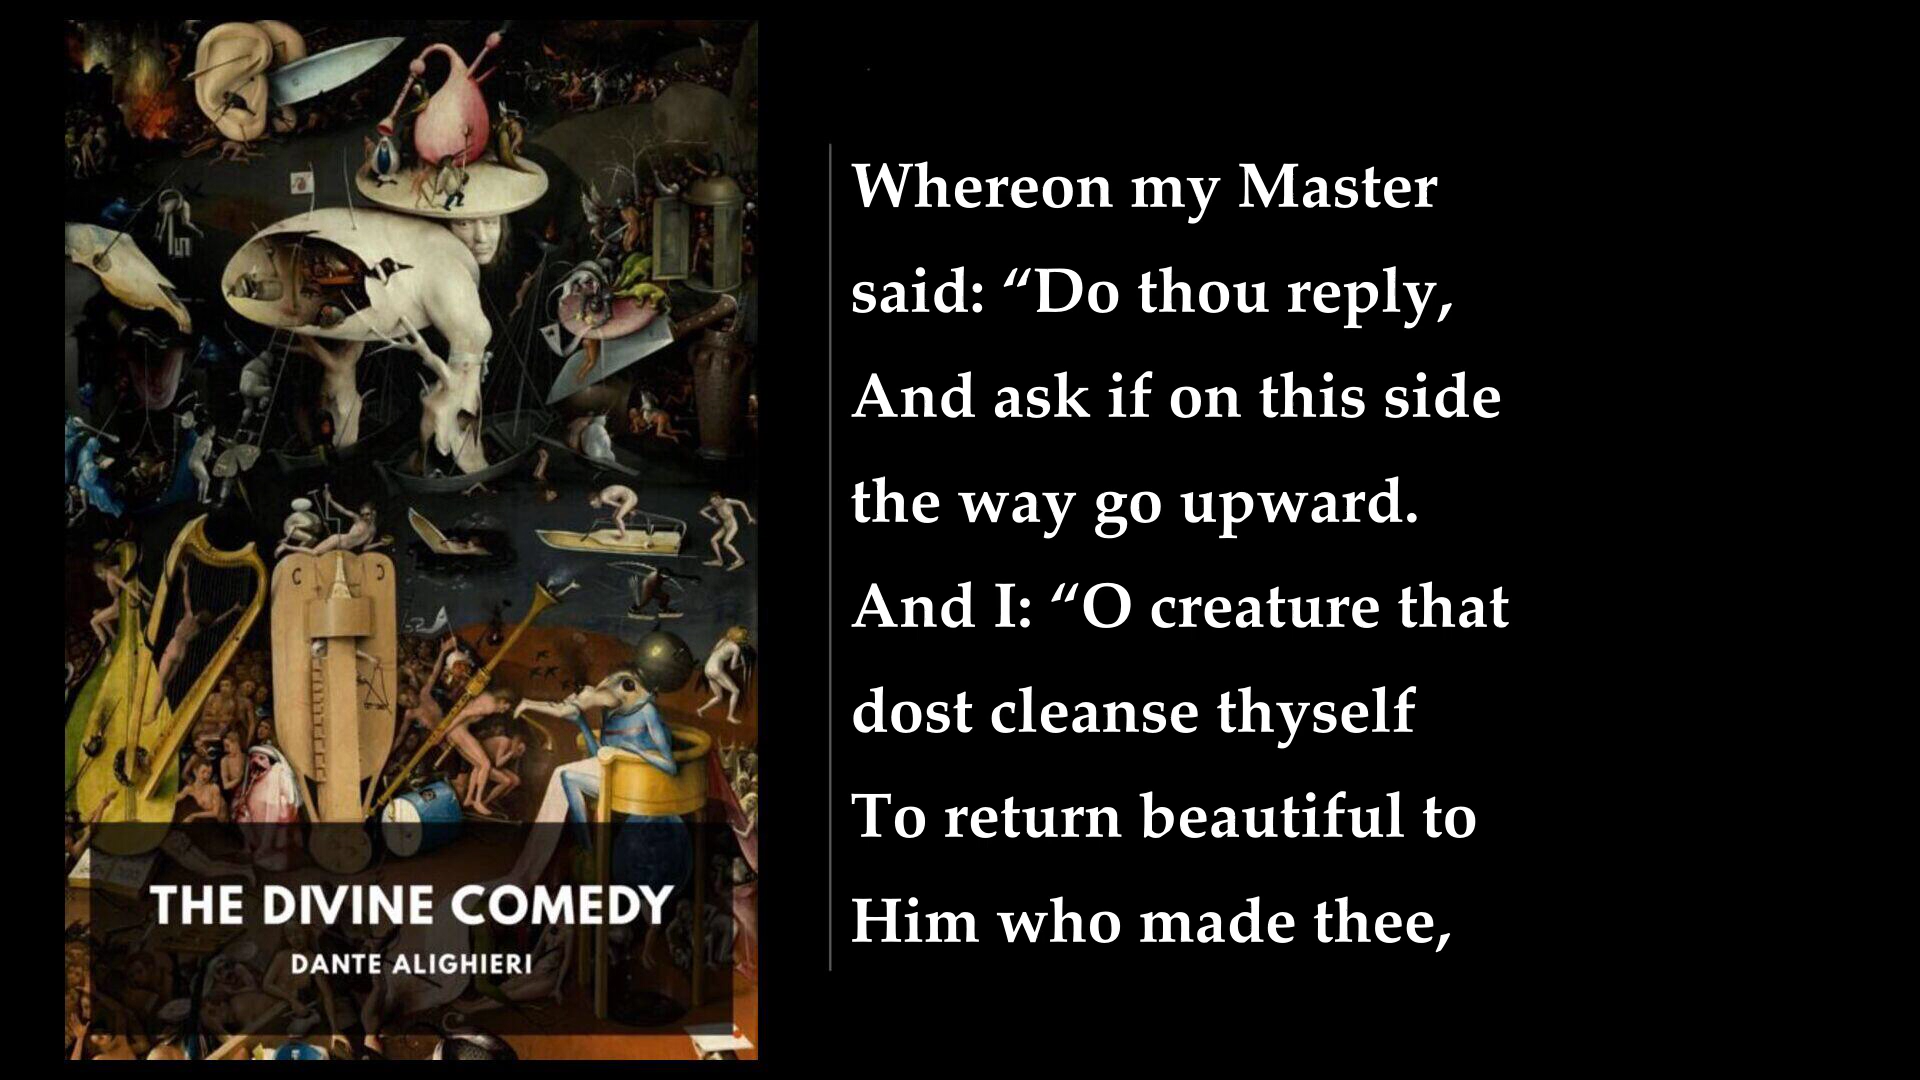 THE DIVINE COMEDY
DANTE ALIGHIERI
Whereon my Master
said: “Do thou reply,
And ask if on this side
the way go upward.
And I: “O creature that
dost cleanse thyself
To return beautiful to
Him who made thee,